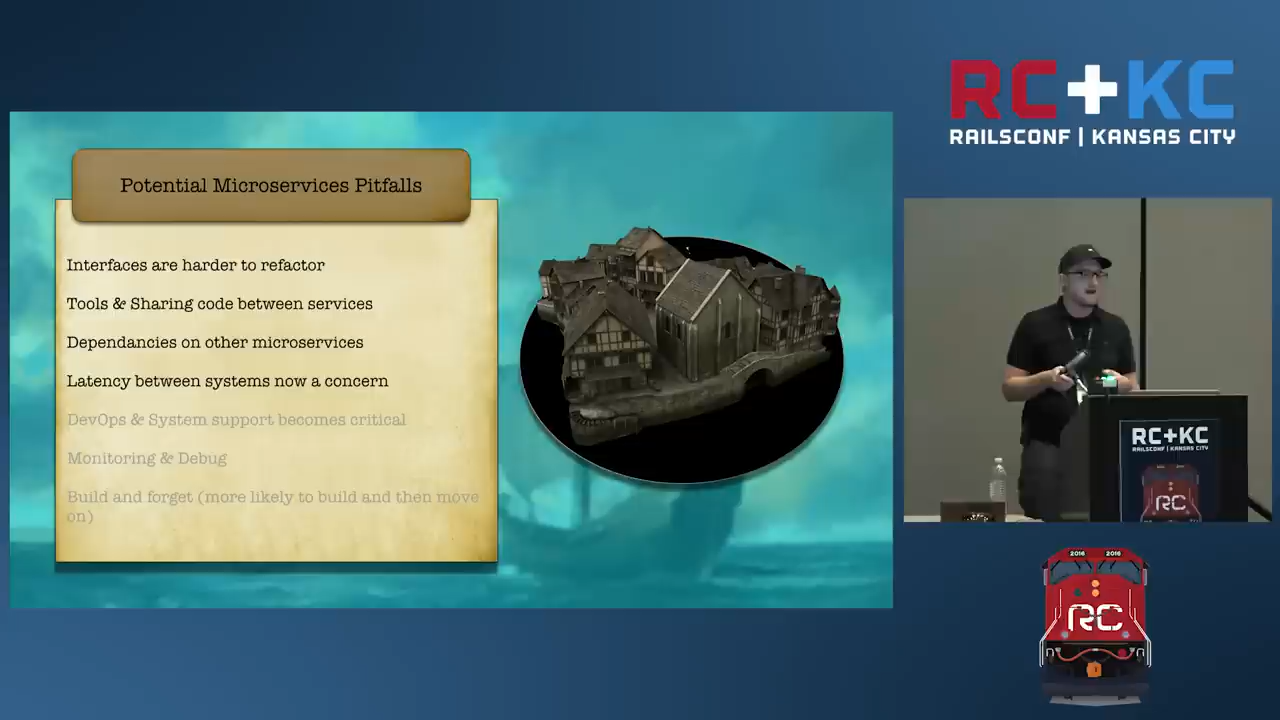 Potential Microservices Pitfalls
Interfaces are harder to refactor
Tools & Sharing code between services
Dependancies on other microservices
Latency between systems now a concern
DevOps & System support becomes critical
Monitoring & Debug
Build and forget (more likely to build and then move
on)
RC+KC
RAILSCONF | KANSAS CITY
RC+KC
RAILSCONF | KANSAS CITY
RC
2016 2016
RC